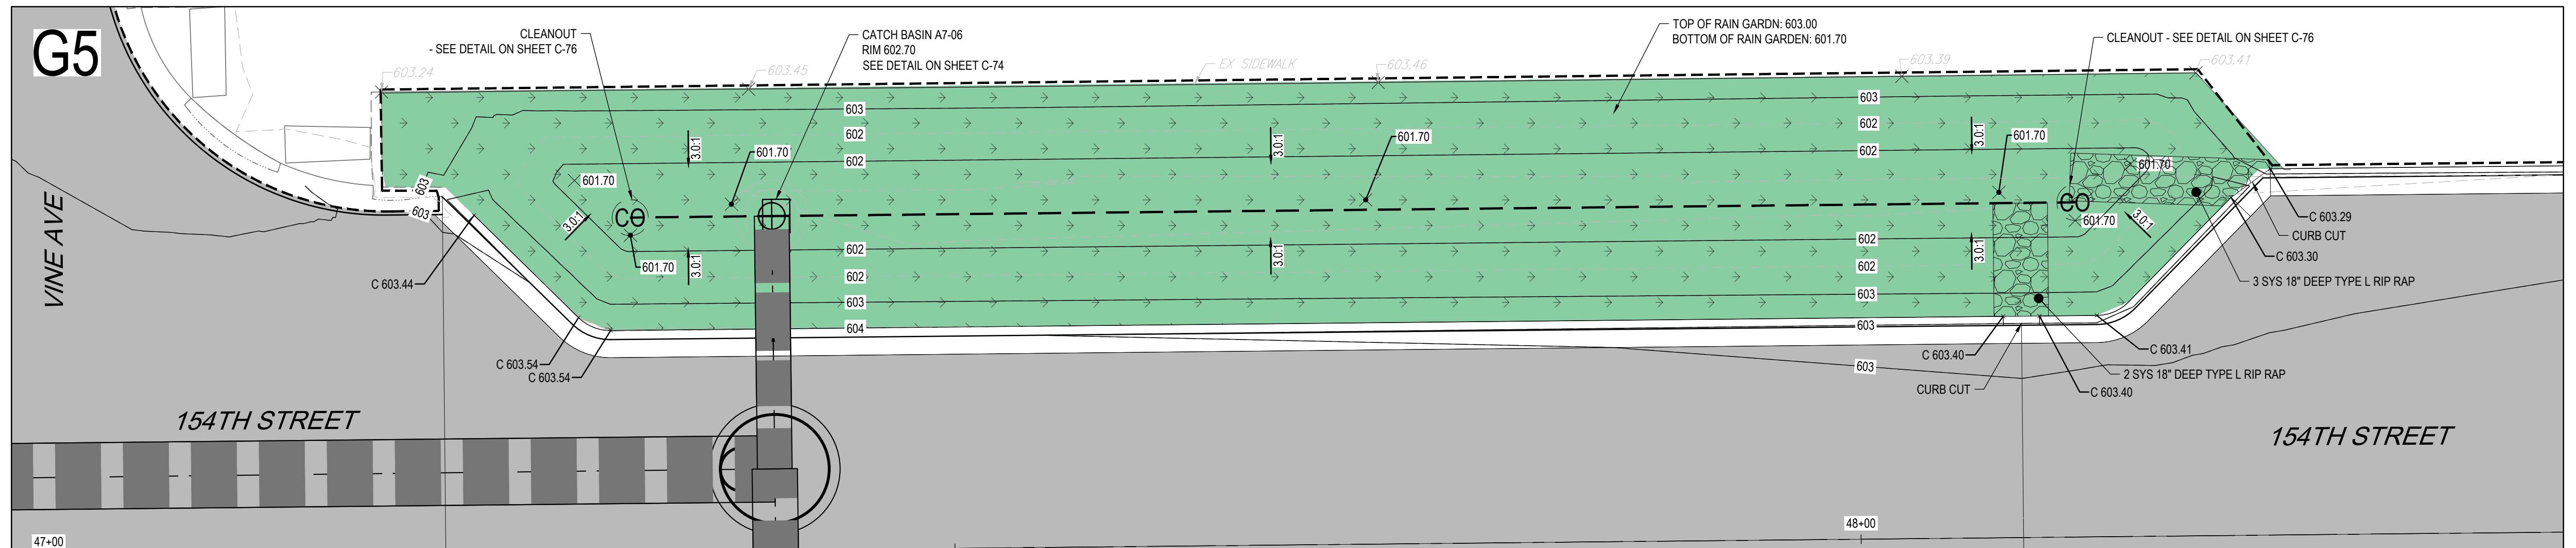 G5
CLEANOUT
- SEE DETAIL ON SHEET C-76
CATCH BASIN A7-06
RIM 602.70
SEE DETAIL ON SHEET C-74
TOP OF RAIN GARDN: 603.00
BOTTOM OF RAIN GARDEN: 601.70
CLEANOUT - SEE DETAIL ON SHEET C-76
603.24
603.45
EX SIDEWALK
603.46
603.39
603.41
603
603
602
602
3.0:1
3.0:1
3.0:1
601.70
601.70
601.70
602
602
601.70
601.70
603
603
3.0:1
CO
CO
601.70
3.0:1
C 603.29
CURB CUT
C 603.30
3 SYS 18" DEEP TYPE L RIP RAP
VINE AVE
601.70
602
602
3.0:1
3.0:1
3.0:1
602
602
C 603.44
603
603
604
603
C 603.54
C 603.54
C 603.40
C 603.41
603
2 SYS 18" DEEP TYPE L RIP RAP
CURB CUT
C 603.40
154TH STREET
154TH STREET
47+00
48+00